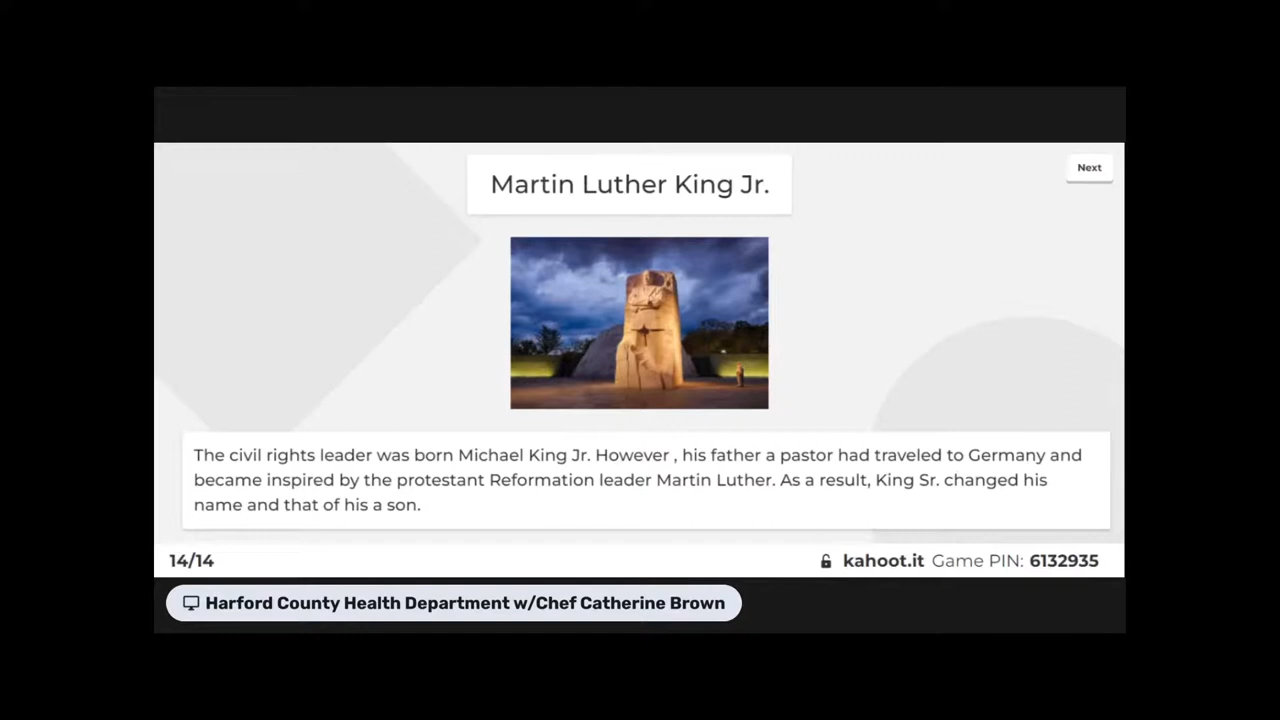 Martin Luther King Jr.
Next
The civil rights leader was born Michael King Jr. However , his father a pastor had traveled to Germany and
became inspired by the protestant Reformation leader Martin Luther. As a result, King Sr. changed his
name and that of his a son.
14/14
kahoot.it Game PIN: 6132935
Harford County Health Department w/Chef Catherine Brown